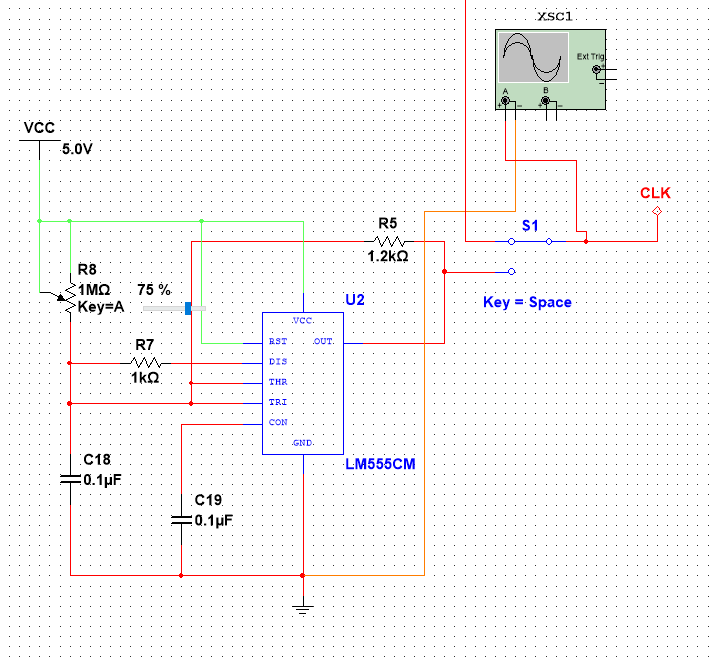 XSC1
Ext Trig
+
_
A
B
+ _ + _
VCC
5.0V
CLK
S1
R5
1.2kΩ
R8
1MΩ
Key=A
75 %
U2
Key = Space
VCC
RST
OUT
R7
DIS
1kΩ
THR
TRI
CON
GND
C18
0.1µF
LM555CM
C19
0.1µF